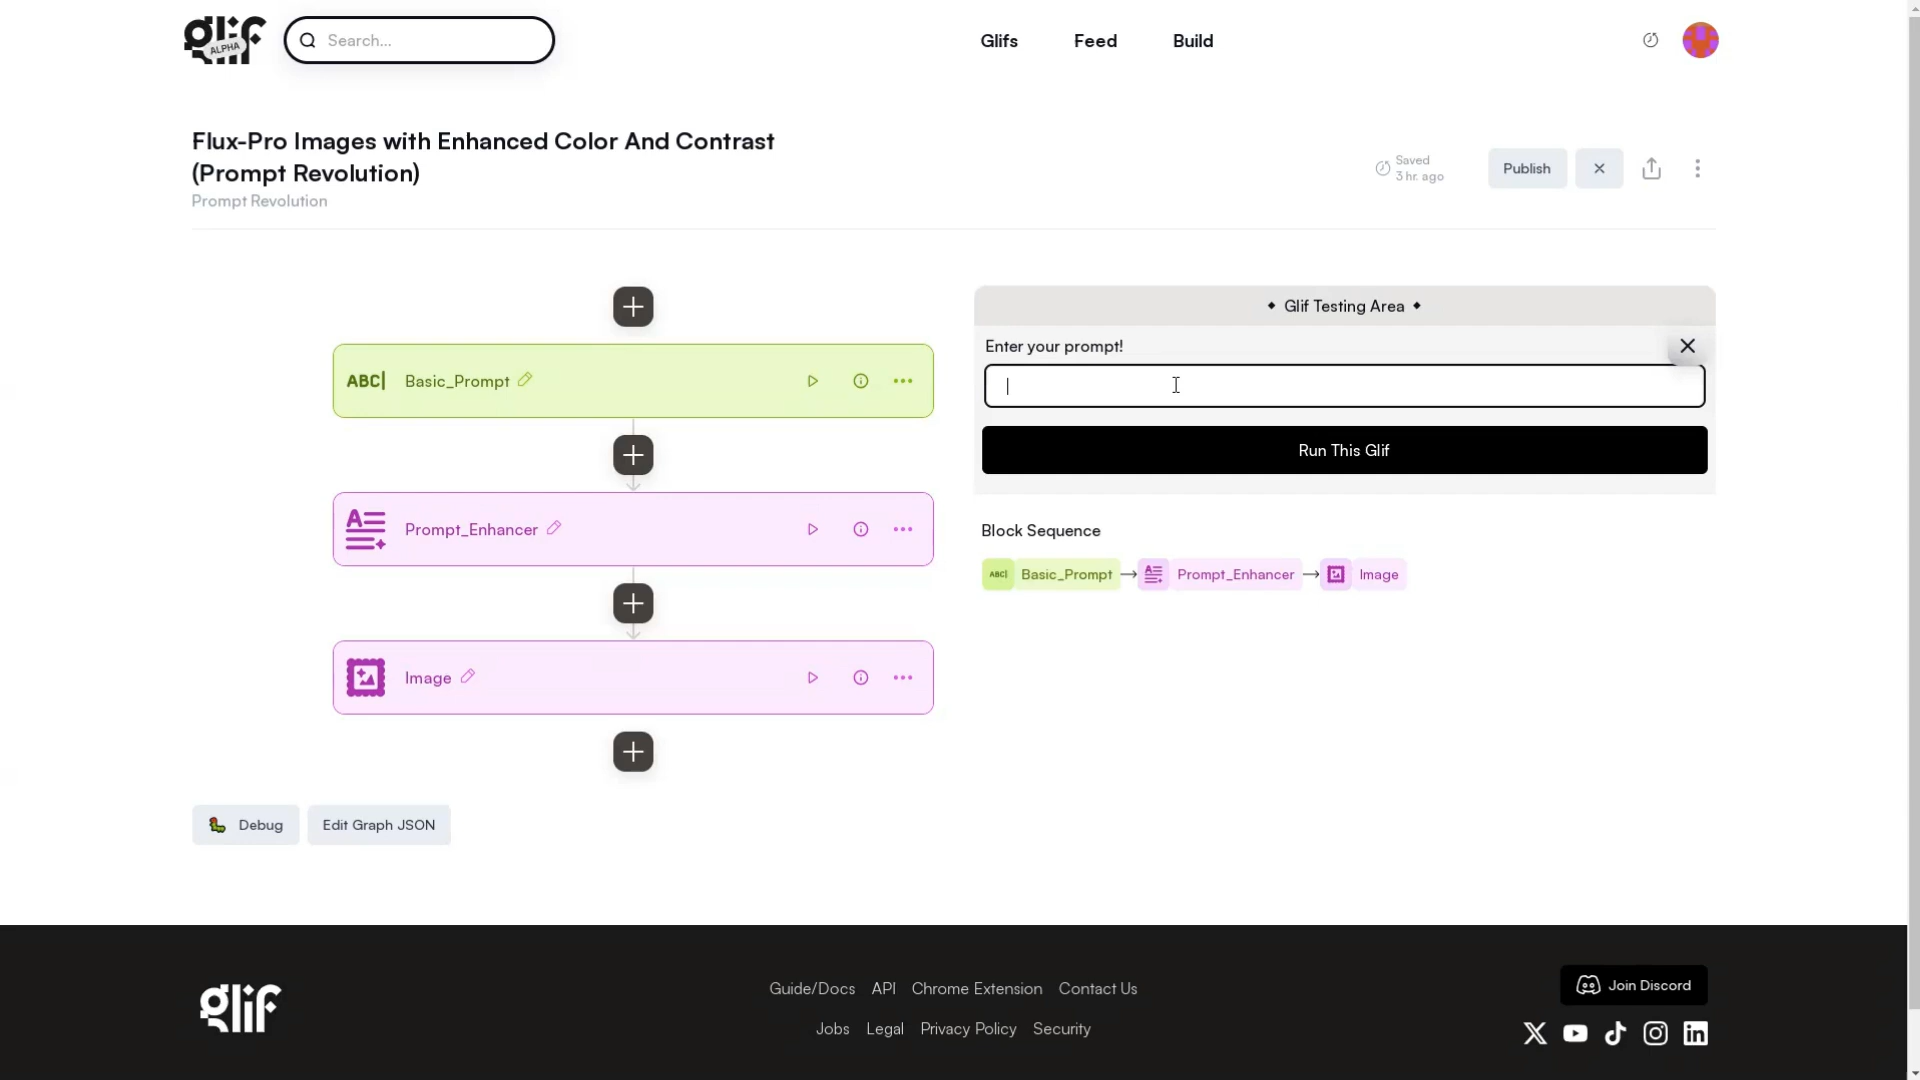 glif
ALPHA
Search...
Glifs
Feed
Build
Flux-Pro Images with Enhanced Color And Contrast
(Prompt Revolution)
Prompt Revolution
Saved
3 hr. ago
Publish
Glif Testing Area
Enter your prompt!
Run This Glif
ABC Basic_Prompt
Prompt_Enhancer
Image
Block Sequence
ABC Basic_Prompt → Prompt_Enhancer → Image
Debug
Edit Graph JSON
glif
Guide/Docs API Chrome Extension Contact Us
Jobs Legal Privacy Policy Security
Join Discord